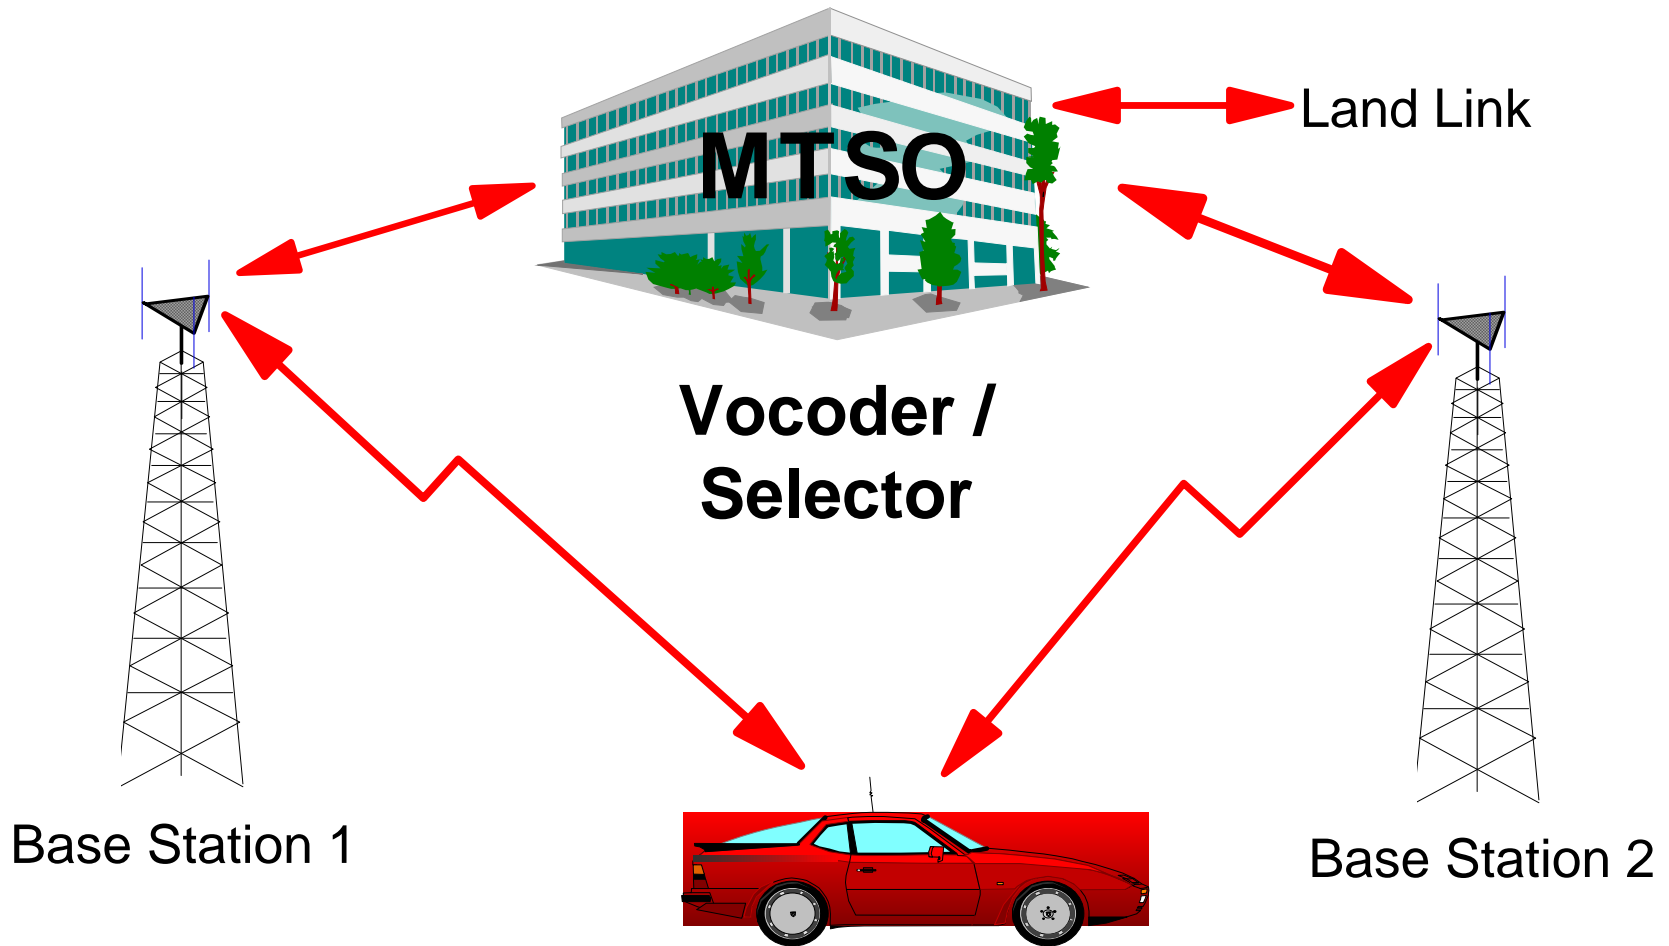 MTSO
Land Link
Vocoder /
Selector
Base Station 1
Base Station 2